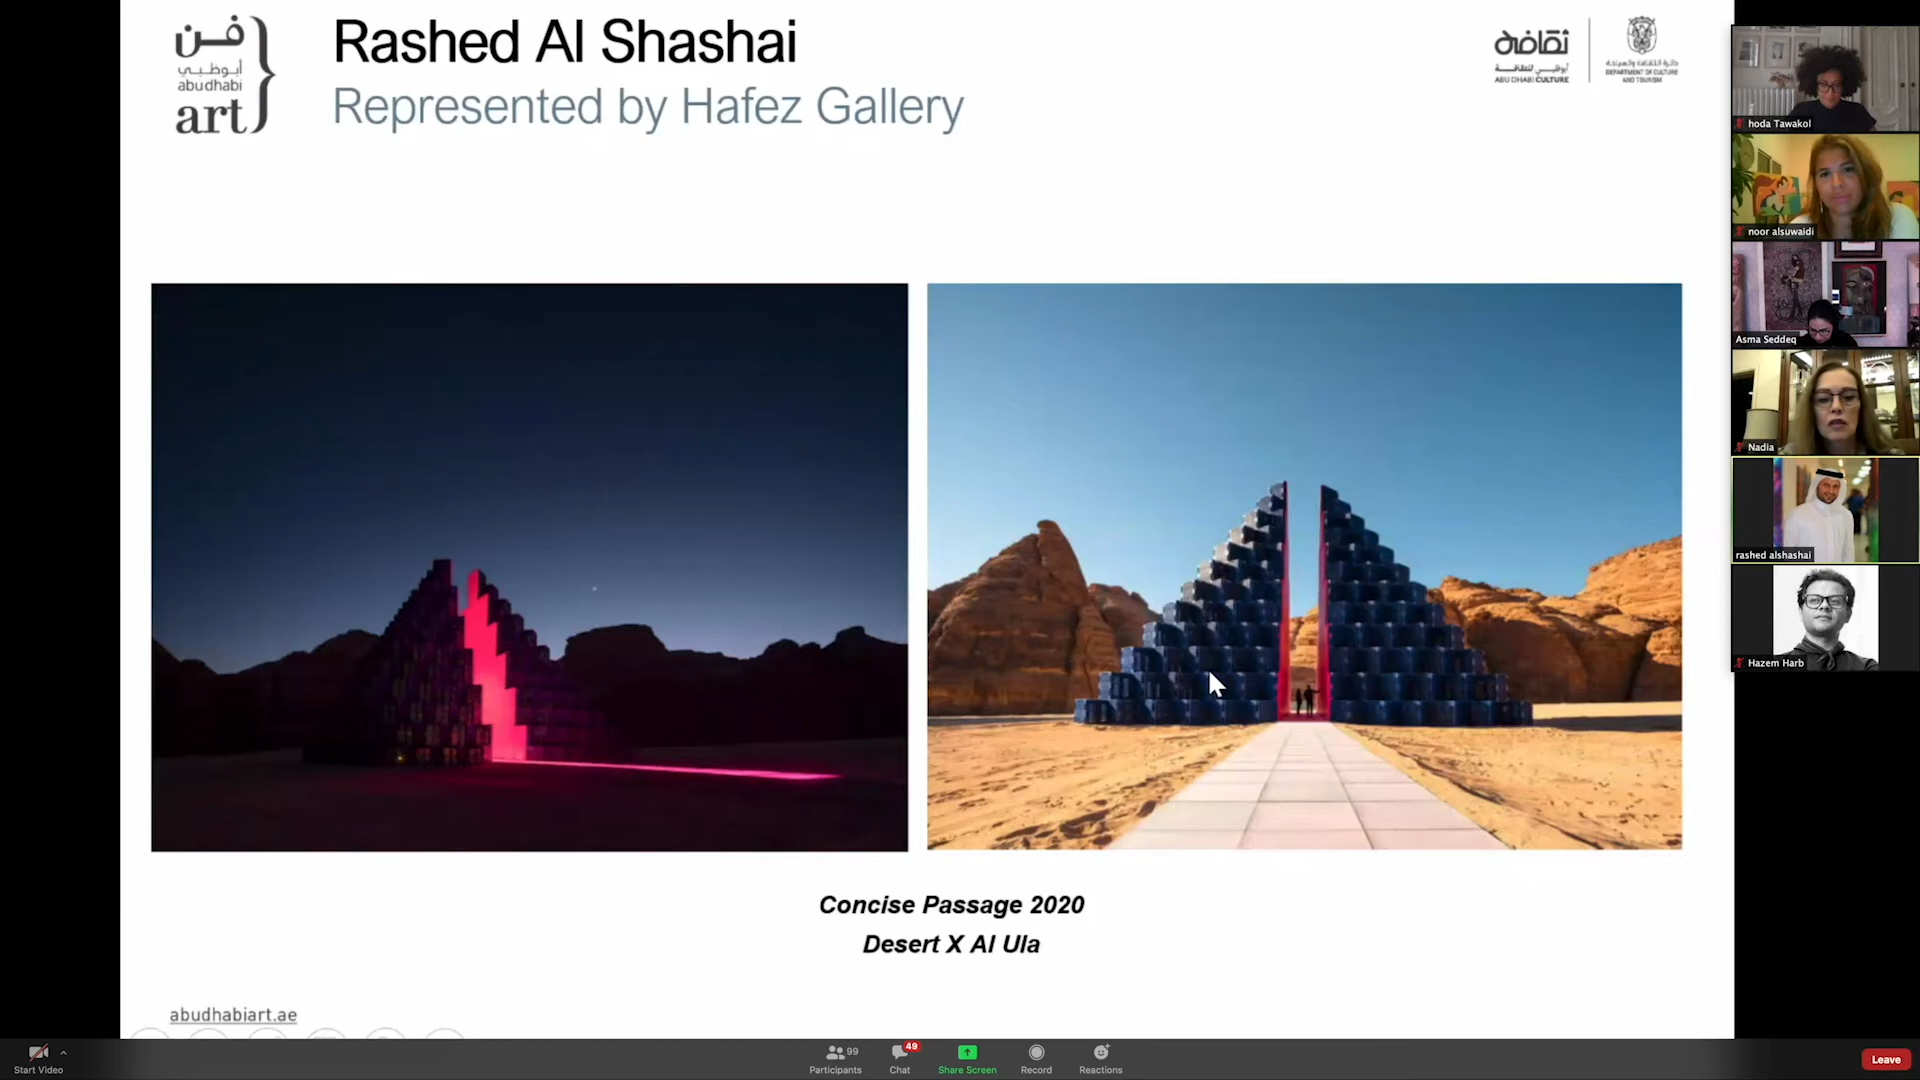 فن
أبوظبي
abu dhabi
art
Rashed Al Shashai
Represented by Hafez Gallery
ثقافة
أبوظبي للثقافة
ABU DHABI CULTURE
دائرة الثقافة والسياحة
DEPARTMENT OF CULTURE
AND TOURISM
Concise Passage 2020
Desert X Al Ula
abudhabiart.ae
hoda Tawakol
noor alsuwaidi
Asma Seddeq
Nadia
rashed alshashai
Hazem Harb
Start Video
99
Participants
49
Chat
Share Screen
Record
Reactions
Leave